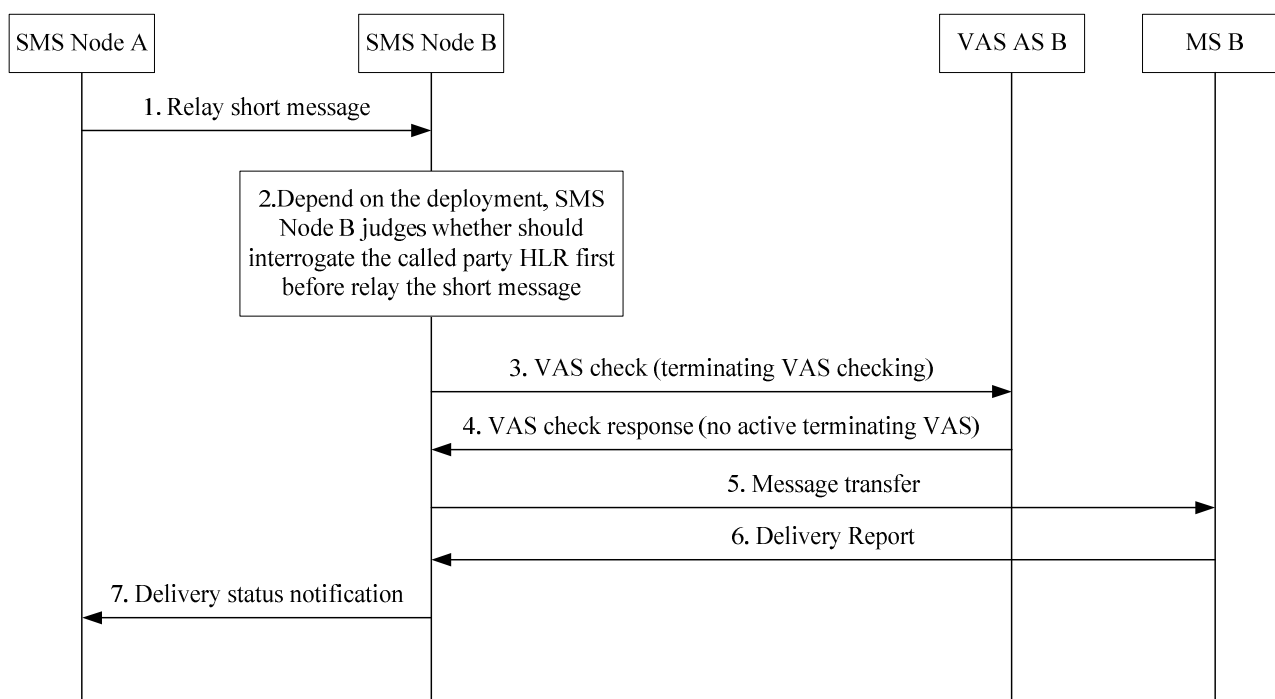 SMS Node A
SMS Node B
VAS AS B
MS B
1. Relay short message
2.Depend on the deployment, SMS
Node B judges whether should
interrogate the called party HLR first
before relay the short message
3. VAS check (terminating VAS checking)
4. VAS check response (no active terminating VAS)
5. Message transfer
6. Delivery Report
7. Delivery status notification